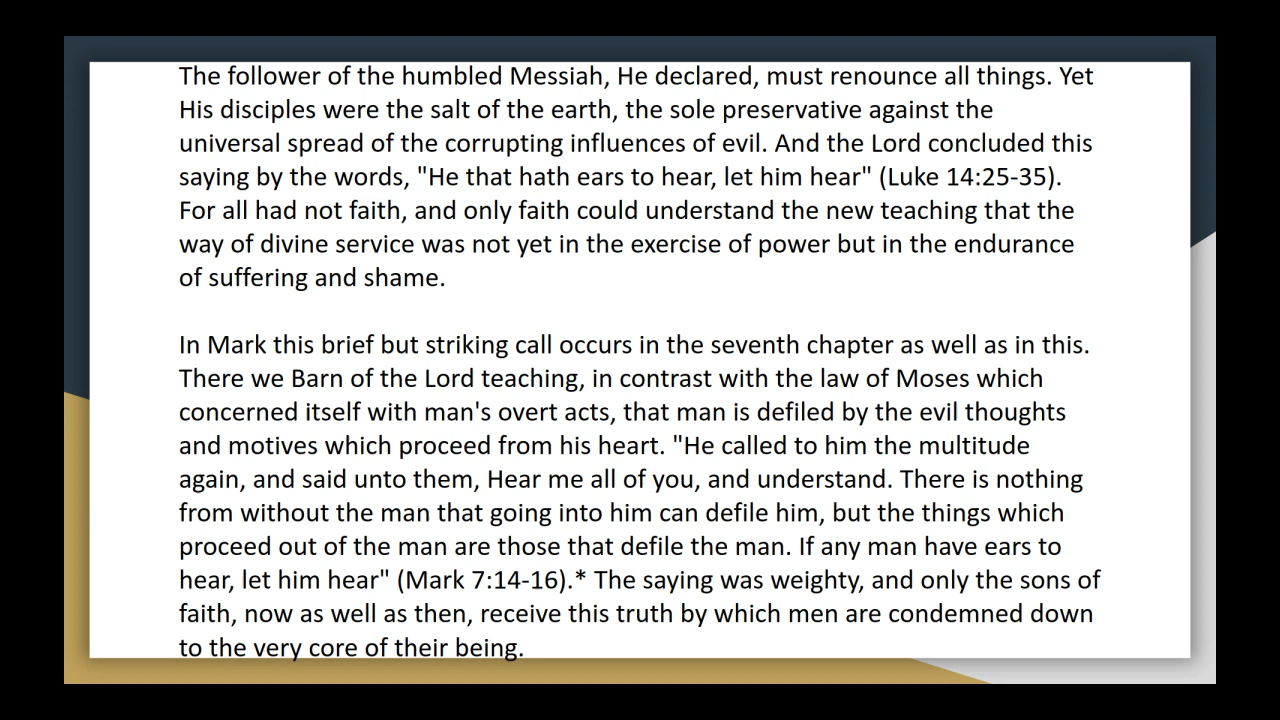 The follower of the humbled Messiah, He declared, must renounce all things. Yet
His disciples were the salt of the earth, the sole preservative against the
universal spread of the corrupting influences of evil. And the Lord concluded this
saying by the words, "He that hath ears to hear, let him hear" (Luke 14:25-35).
For all had not faith, and only faith could understand the new teaching that the
way of divine service was not yet in the exercise of power but in the endurance
of suffering and shame.
In Mark this brief but striking call occurs in the seventh chapter as well as in this.
There we Barn of the Lord teaching, in contrast with the law of Moses which
concerned itself with man's overt acts, that man is defiled by the evil thoughts
and motives which proceed from his heart. "He called to him the multitude
again, and said unto them, Hear me all of you, and understand. There is nothing
from without the man that going into him can defile him, but the things which
proceed out of the man are those that defile the man. If any man have ears to
hear, let him hear" (Mark 7:14-16).* The saying was weighty, and only the sons of
faith, now as well as then, receive this truth by which men are condemned down
to the very core of their being.